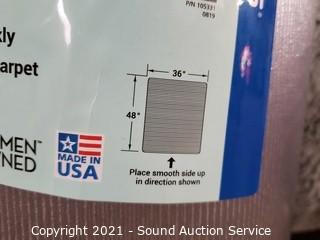 P/N 105331
0819
kly
arpet
36"
48"
MEN™
NED
MADE IN
USA
Place smooth side up
in direction shown
Copyright 2021 - Sound Auction Service